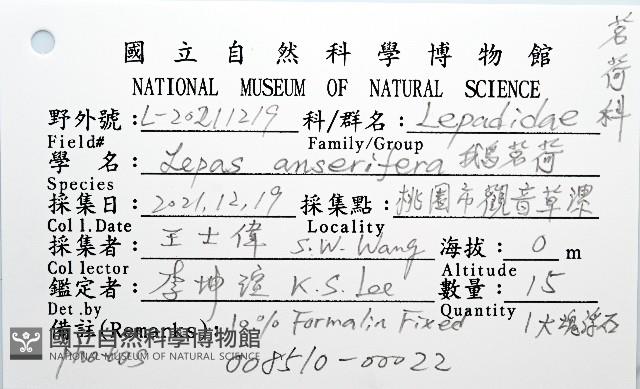 茗荷科
國立自然科學博物館
NATIONAL MUSEUM OF NATURAL SCIENCE
野外號：L-20211219 科/群名：Lepadidae
Field# Family/Group
學 名：Lepas anserifera 我鳥茗荷
Species
採集日：2021,12,19 採集點：桃園市觀音草漯
Coll.Date Locality
採集者：王士偉 S.W. Wang 海拔：0 m
Collector Altitude
鑑定者：李坤瑄 K.S. Lee 數量：15
Det.by Quantity
備註(Remarks)：10% Formalin Fixed 1大塊浮石
國立自然科學博物館
NATIONAL MUSEUM OF NATURAL SCIENCE
photos 008510-00022